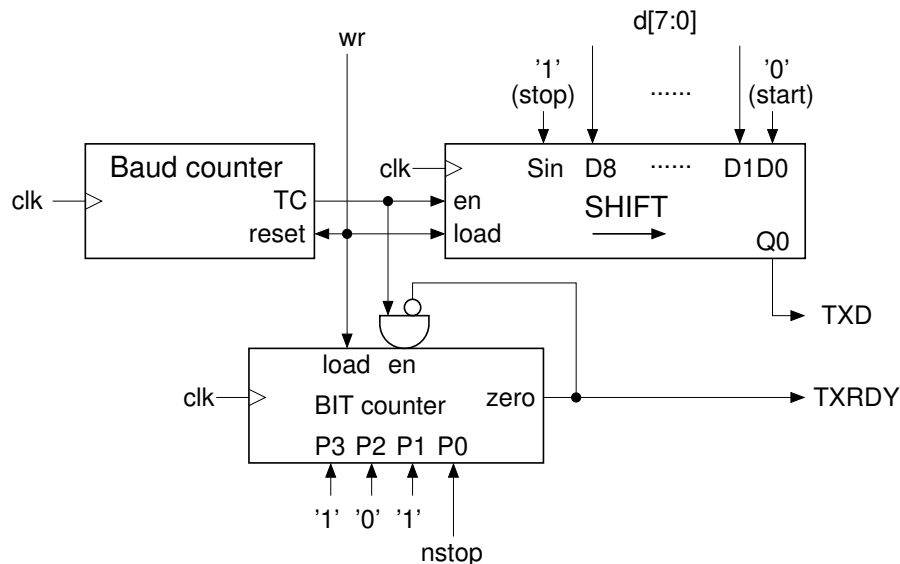 d[7:0]
wr
'1' ...... '0'
(stop) (start)
Baud counter
clk Sin D8 ...... D1D0
clk TC en SHIFT
reset load Q0
TXD
load en
clk zero TXRDY
BIT counter
P3 P2 P1 P0
'1' '0' '1'
nstop